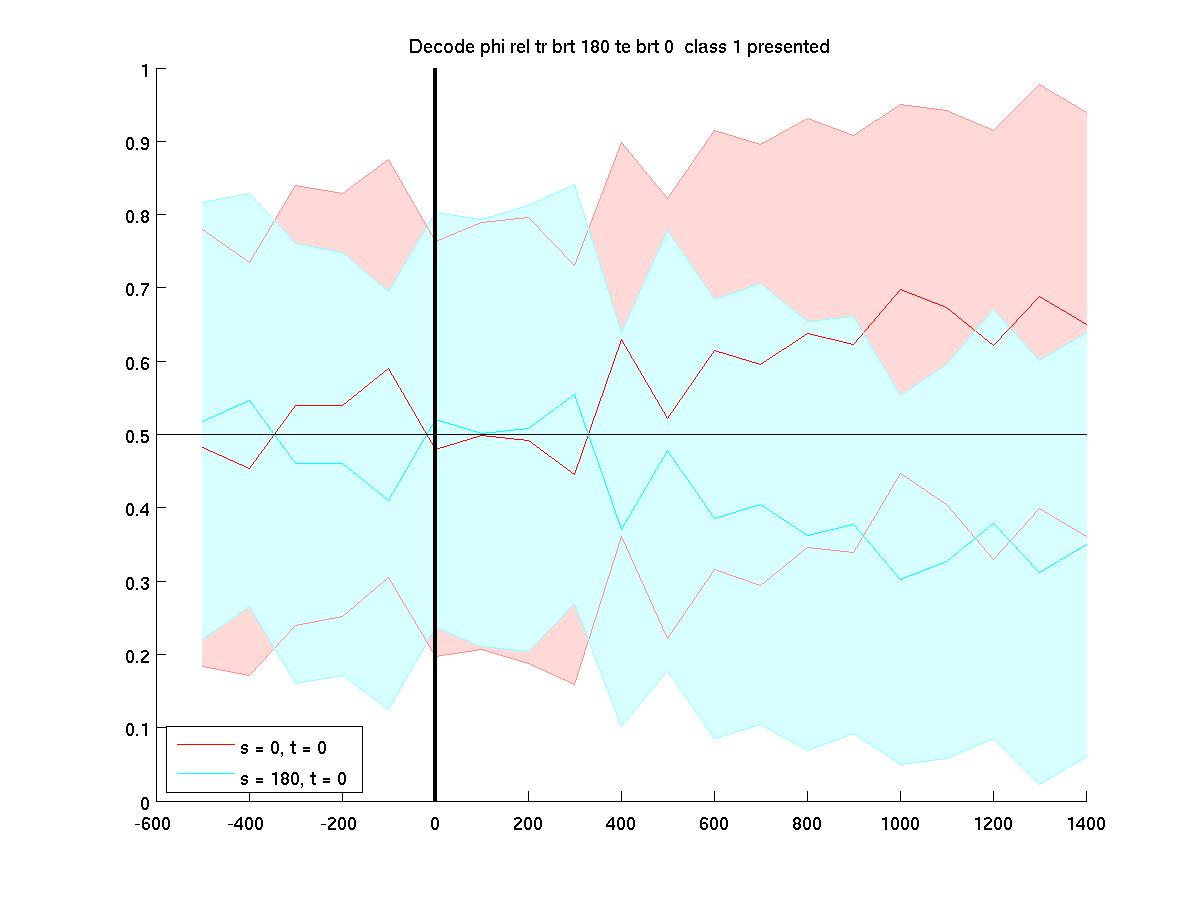 Decode phi rel tr brt 180 te brt 0  class 1 presented
1
0.9
0.8
0.7
0.6
0.5
0.4
0.3
0.2
0.1
0
s = 0, t = 0
s = 180, t = 0
-600 -400 -200 0 200 400 600 800 1000 1200 1400